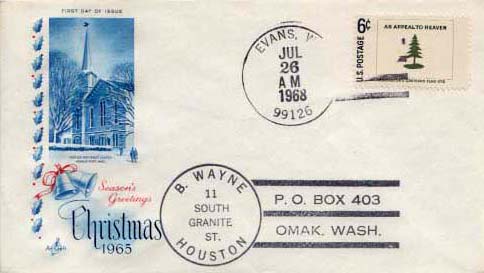 FIRST DAY OF ISSUE
Season's
Greetings
Christmas
1965
EVANS, W
JUL
26
A M
1968
99126
6¢
U.S. POSTAGE
AN APPEAL TO HEAVEN
B. WAYNE
11
SOUTH
GRANITE
ST.
HOUSTON
P. O. BOX 403
OMAK, WASH.